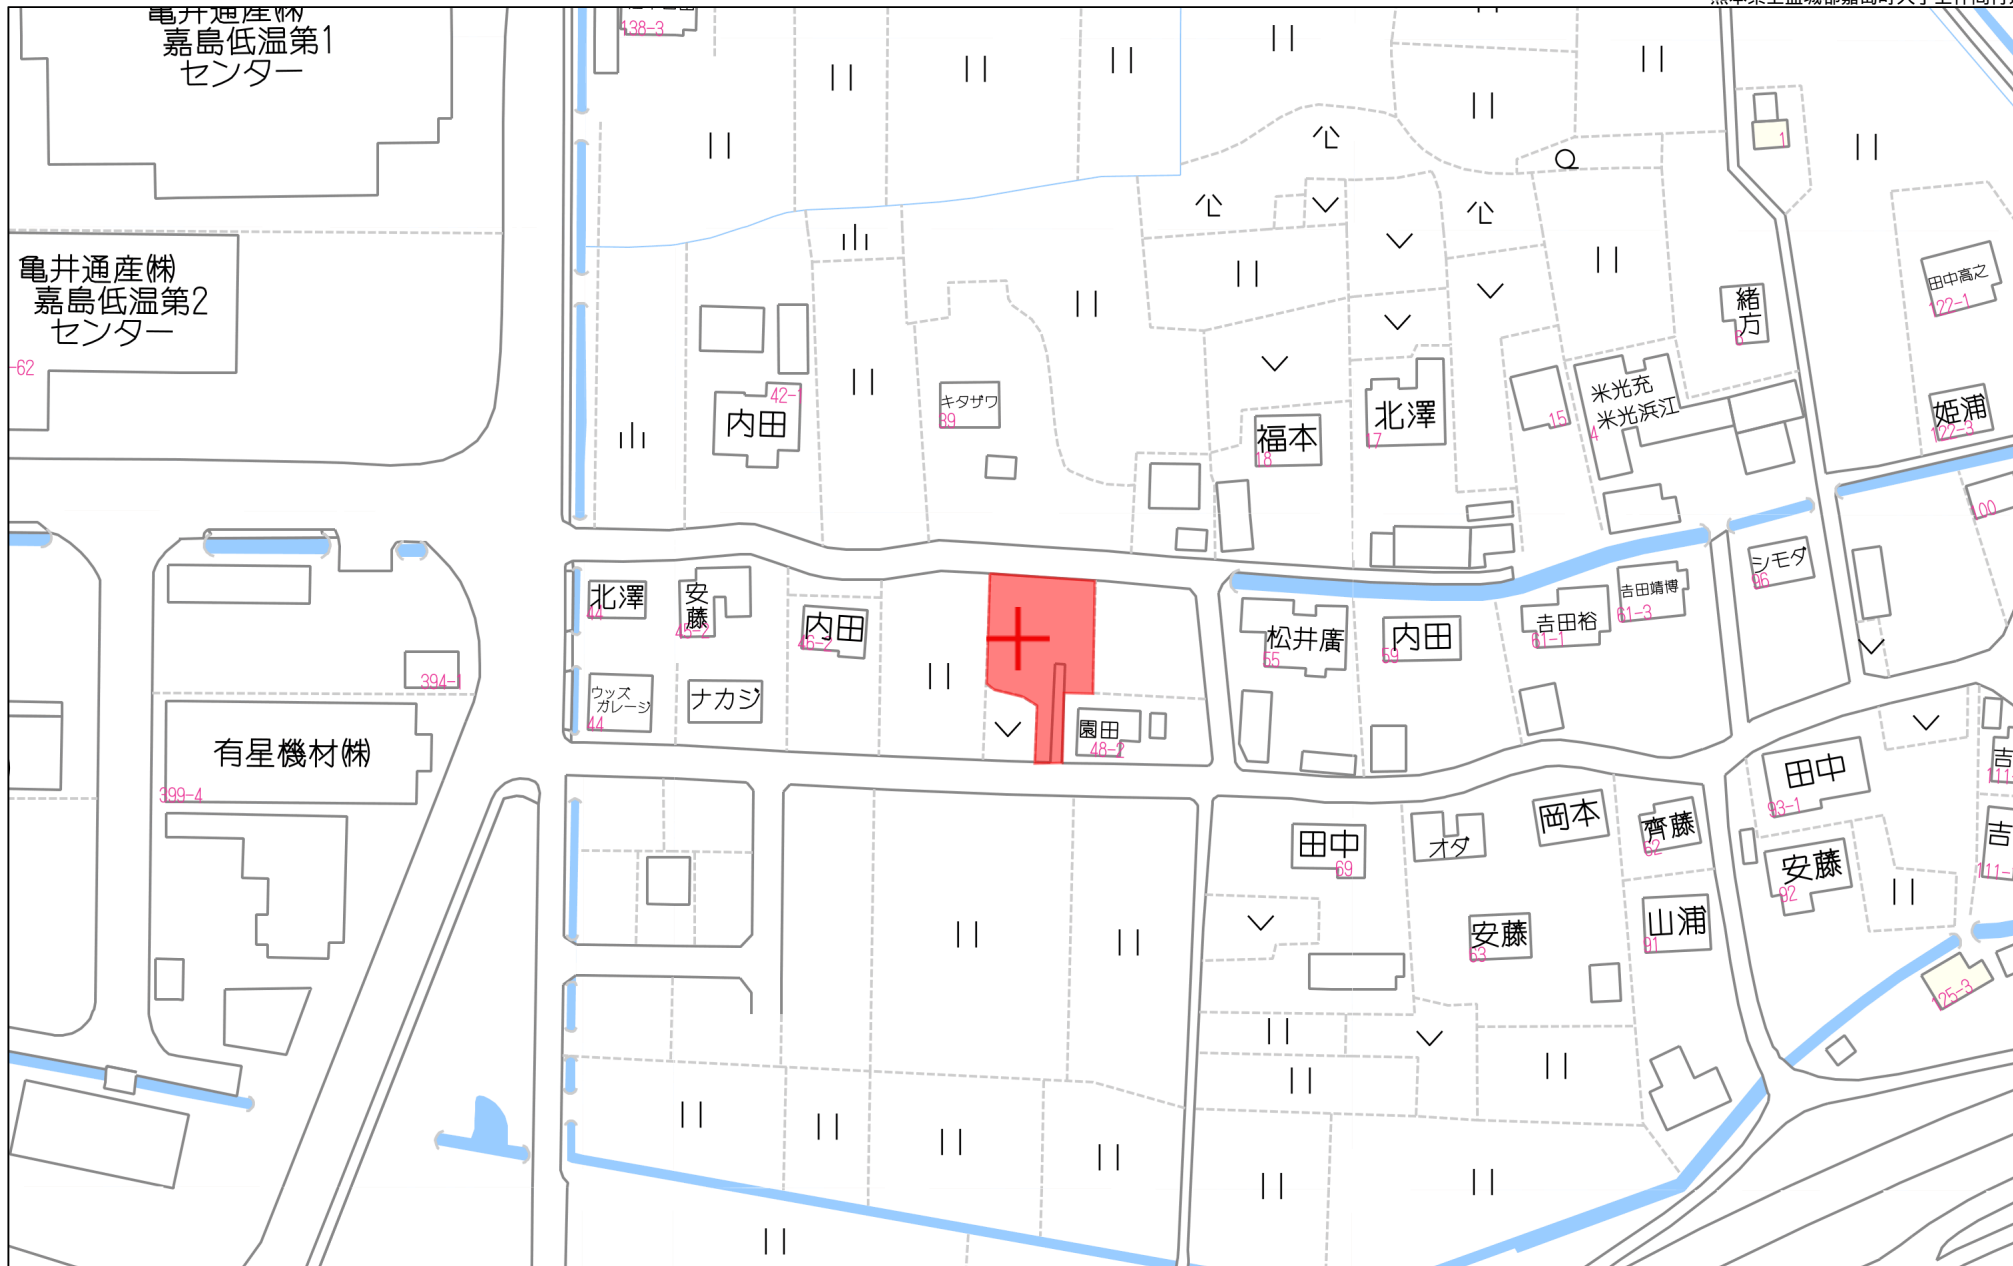 亀井通産㈱
嘉島低温第1
センター
138-3
1
亀井通産㈱
嘉島低温第2
センター
-62
田中高之
122-1
緒方
8
42-1
内田
キタザワ
39
福本
18
北澤
17
15
米光充
米光浜江
4
姫浦
122-3
100
北澤
44
安藤
45-2
内田
46-2
シモダ
96
吉田靖博
61-3
吉田裕
61-1
松井廣
55
内田
59
394-1
ウッズ
ガレージ
44
ナカジ
園田
48-2
有星機材㈱
399-4
田中
93-1
吉
111-
田中
69
オダ
岡本
齊藤
62
安藤
92
吉
111-
安藤
63
山浦
91
125-3